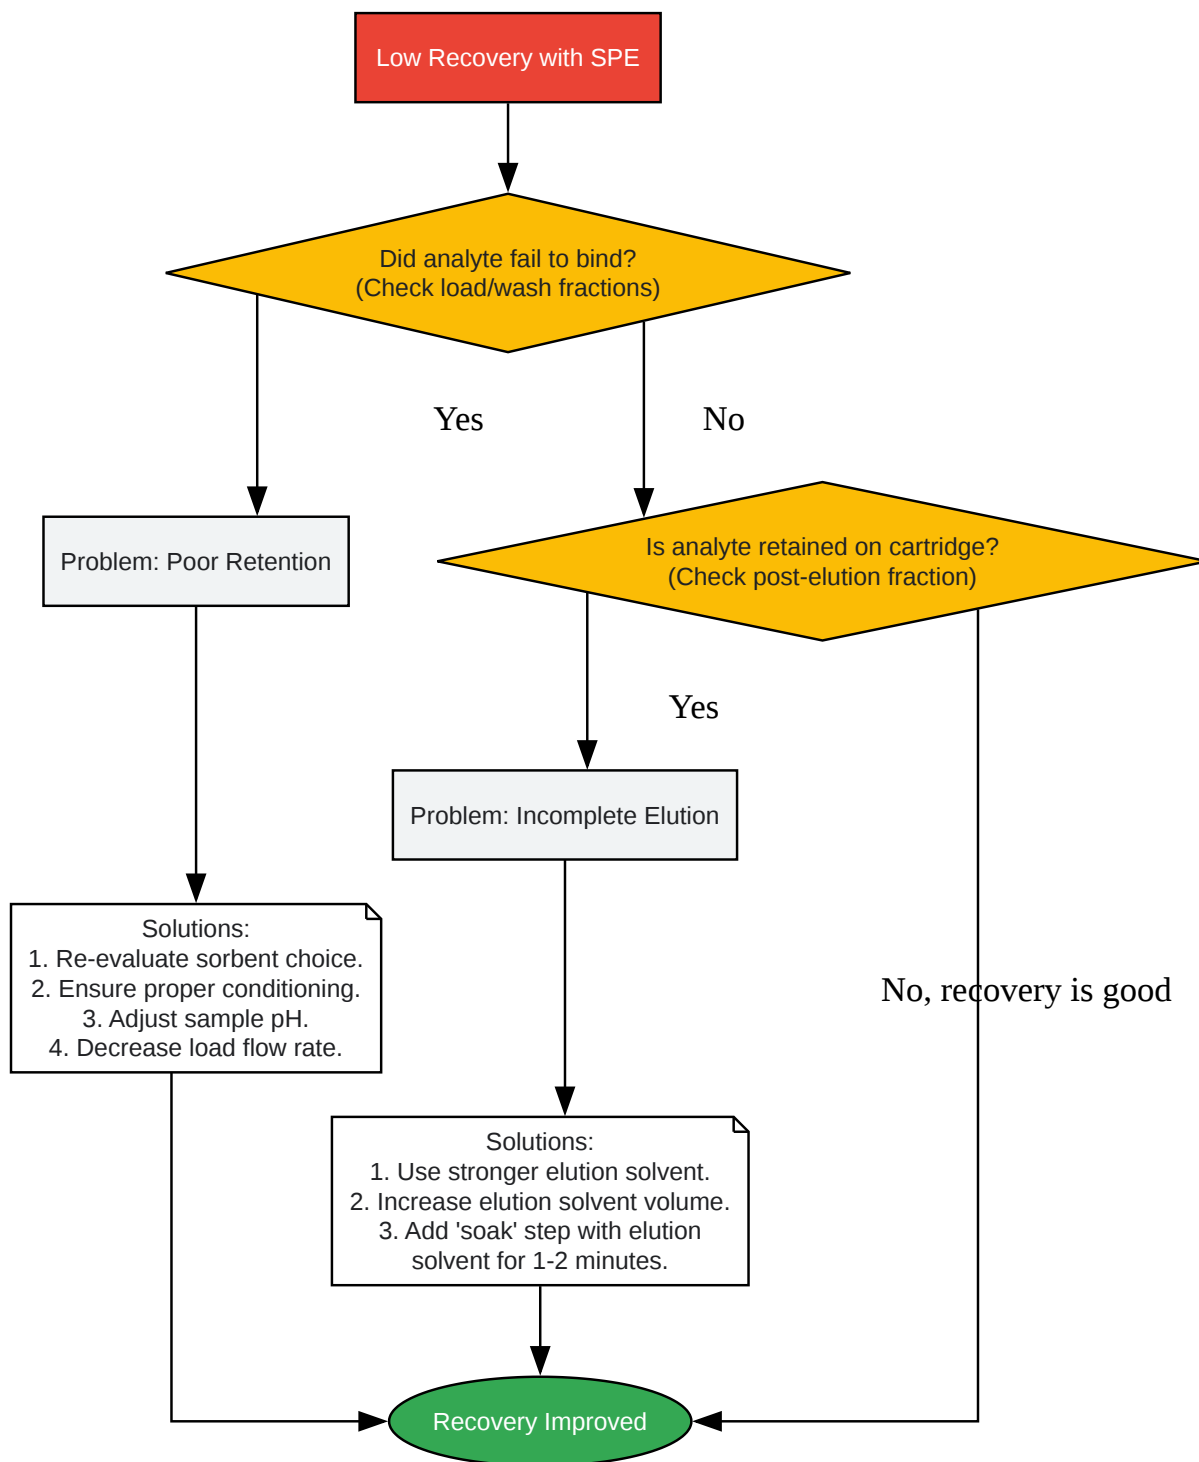 Low Recovery with SPE
Did analyte fail to bind?
(Check load/wash fractions)
Yes
No
Is analyte retained on cartridge?
(Check post-elution fraction)
Problem: Poor Retention
Yes
Problem: Incomplete Elution
Solutions:
1. Re-evaluate sorbent choice.
2. Ensure proper conditioning.
3. Adjust sample pH.
4. Decrease load flow rate.
No, recovery is good
Solutions:
1. Use stronger elution solvent.
2. Increase elution solvent volume.
3. Add 'soak' step with elution
solvent for 1-2 minutes.
Recovery Improved